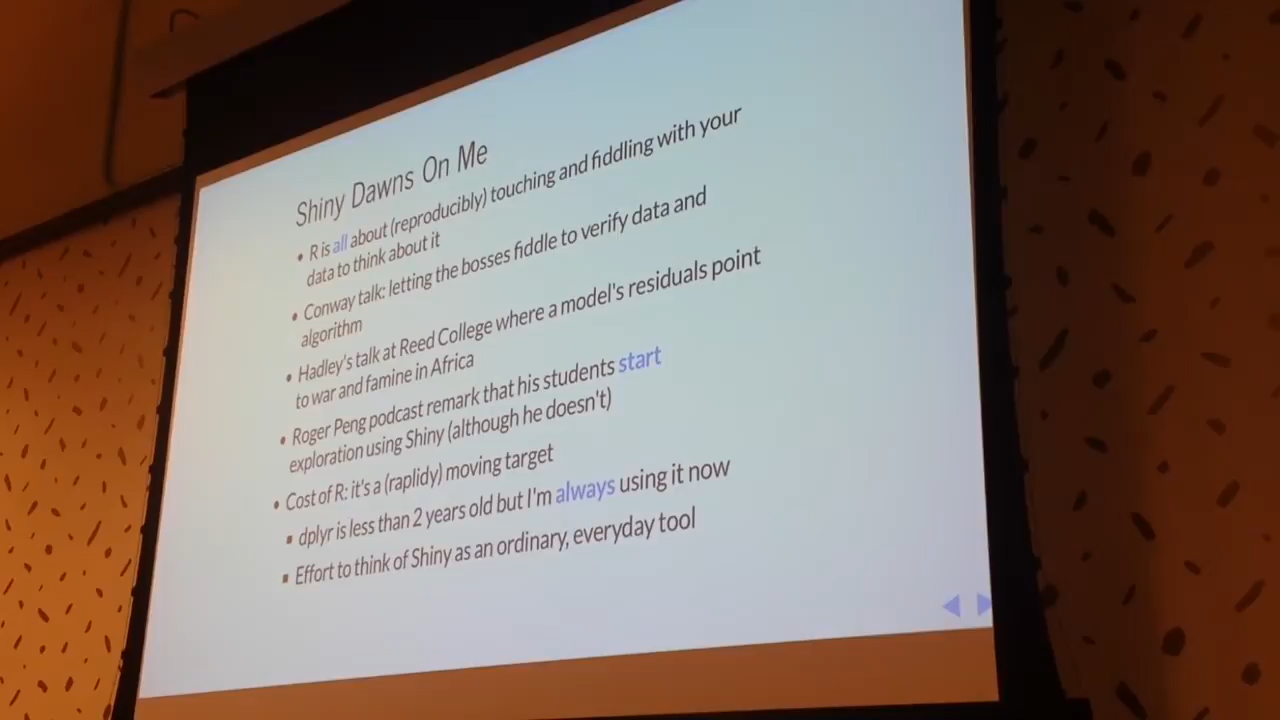 Shiny Dawns On Me
• R is all about (reproducibly) touching and fiddling with your
data to think about it
• Conway talk: letting the bosses fiddle to verify data and
algorithm
• Hadley's talk at Reed College where a model's residuals point
to war and famine in Africa
• Roger Peng podcast remark that his students start
exploration using Shiny (although he doesn't)
• Cost of R: it's a (raplidy) moving target
▪ dplyr is less than 2 years old but I'm always using it now
▪ Effort to think of Shiny as an ordinary, everyday tool